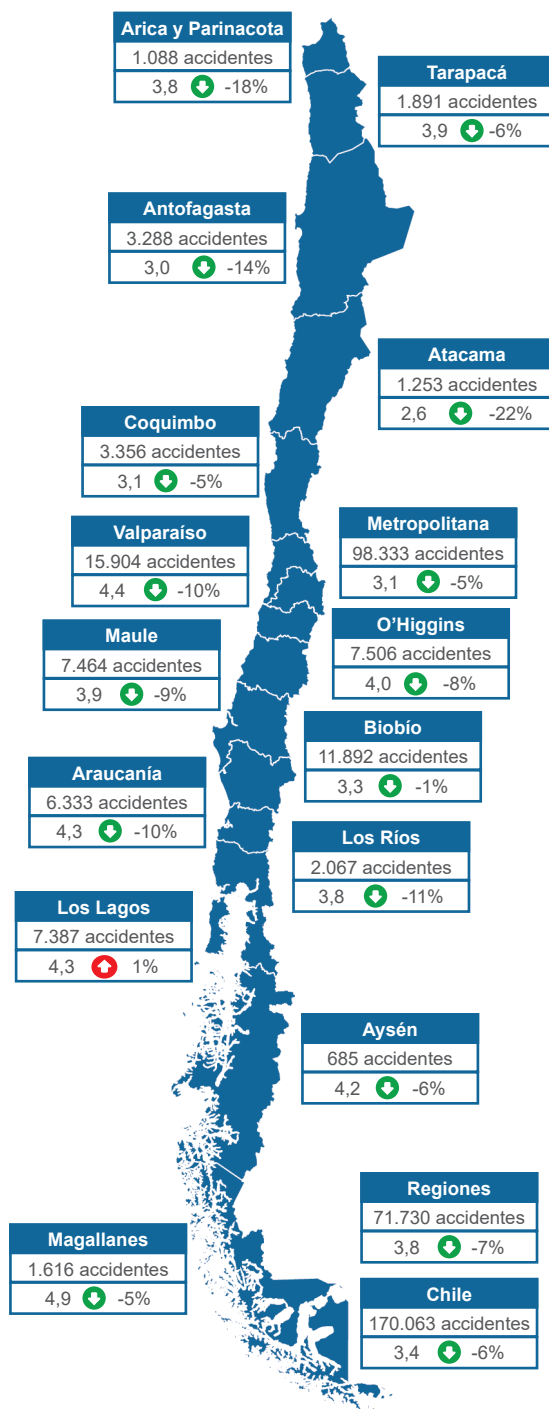 Arica y Parinacota
1.088 accidentes
3,8 -18%
Tarapacá
1.891 accidentes
3,9 -6%
Antofagasta
3.288 accidentes
3,0 -14%
Atacama
1.253 accidentes
2,6 -22%
Coquimbo
3.356 accidentes
3,1 -5%
Valparaíso
15.904 accidentes
4,4 -10%
Metropolitana
98.333 accidentes
3,1 -5%
O’Higgins
7.506 accidentes
4,0 -8%
Maule
7.464 accidentes
3,9 -9%
Biobío
11.892 accidentes
3,3 -1%
Araucanía
6.333 accidentes
4,3 -10%
Los Ríos
2.067 accidentes
3,8 -11%
Los Lagos
7.387 accidentes
4,3 1%
Aysén
685 accidentes
4,2 -6%
Magallanes
1.616 accidentes
4,9 -5%
Regiones
71.730 accidentes
3,8 -7%
Chile
170.063 accidentes
3,4 -6%